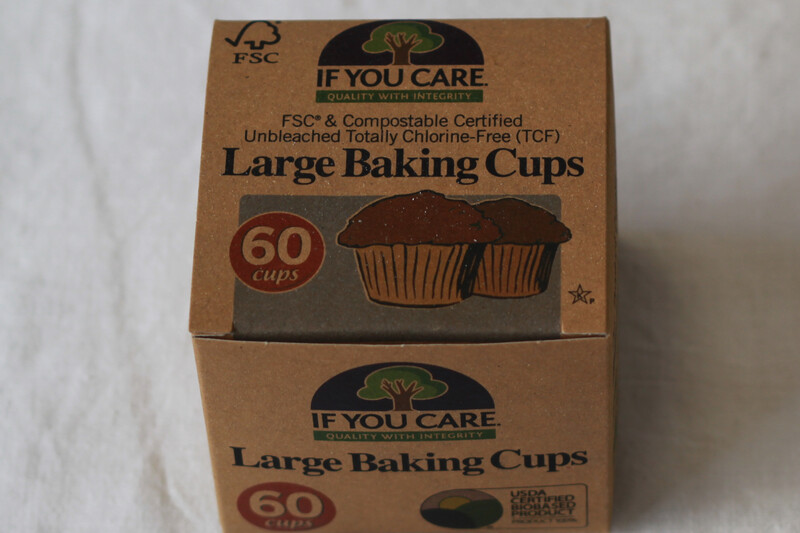 FSC
IF YOU CARE
QUALITY WITH INTEGRITY
FSC® & Compostable Certified
Unbleached Totally Chlorine-Free (TCF)
Large Baking Cups
60
cups
K P
IF YOU CARE
QUALITY WITH INTEGRITY
Large Baking Cups
60
cups
USDA
CERTIFIED
BIOBASED
PRODUCT